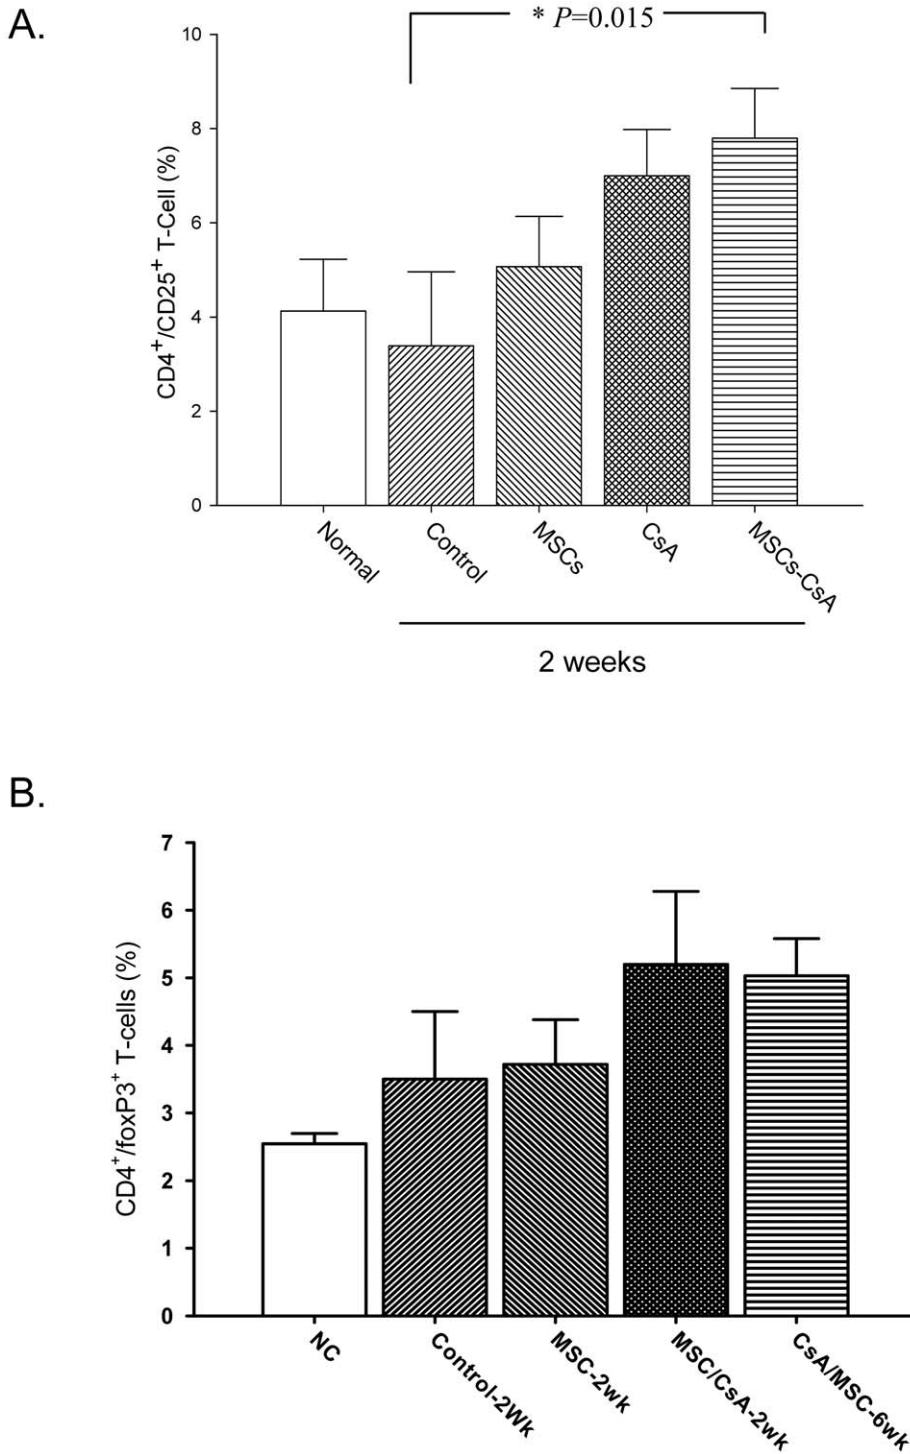 A.
* P=0.015
10
8
6
4
2
0
CD4⁺/CD25⁺ T-Cell (%)
Normal
Control
MSCs
CsA
MSCs-CsA
2 weeks
B.
7
6
5
4
3
2
1
0
CD4⁺/foxP3⁺ T-cells (%)
NC
Control-2Wk
MSC-2wk
MSC/CsA-2wk
CsA/MSC-6wk